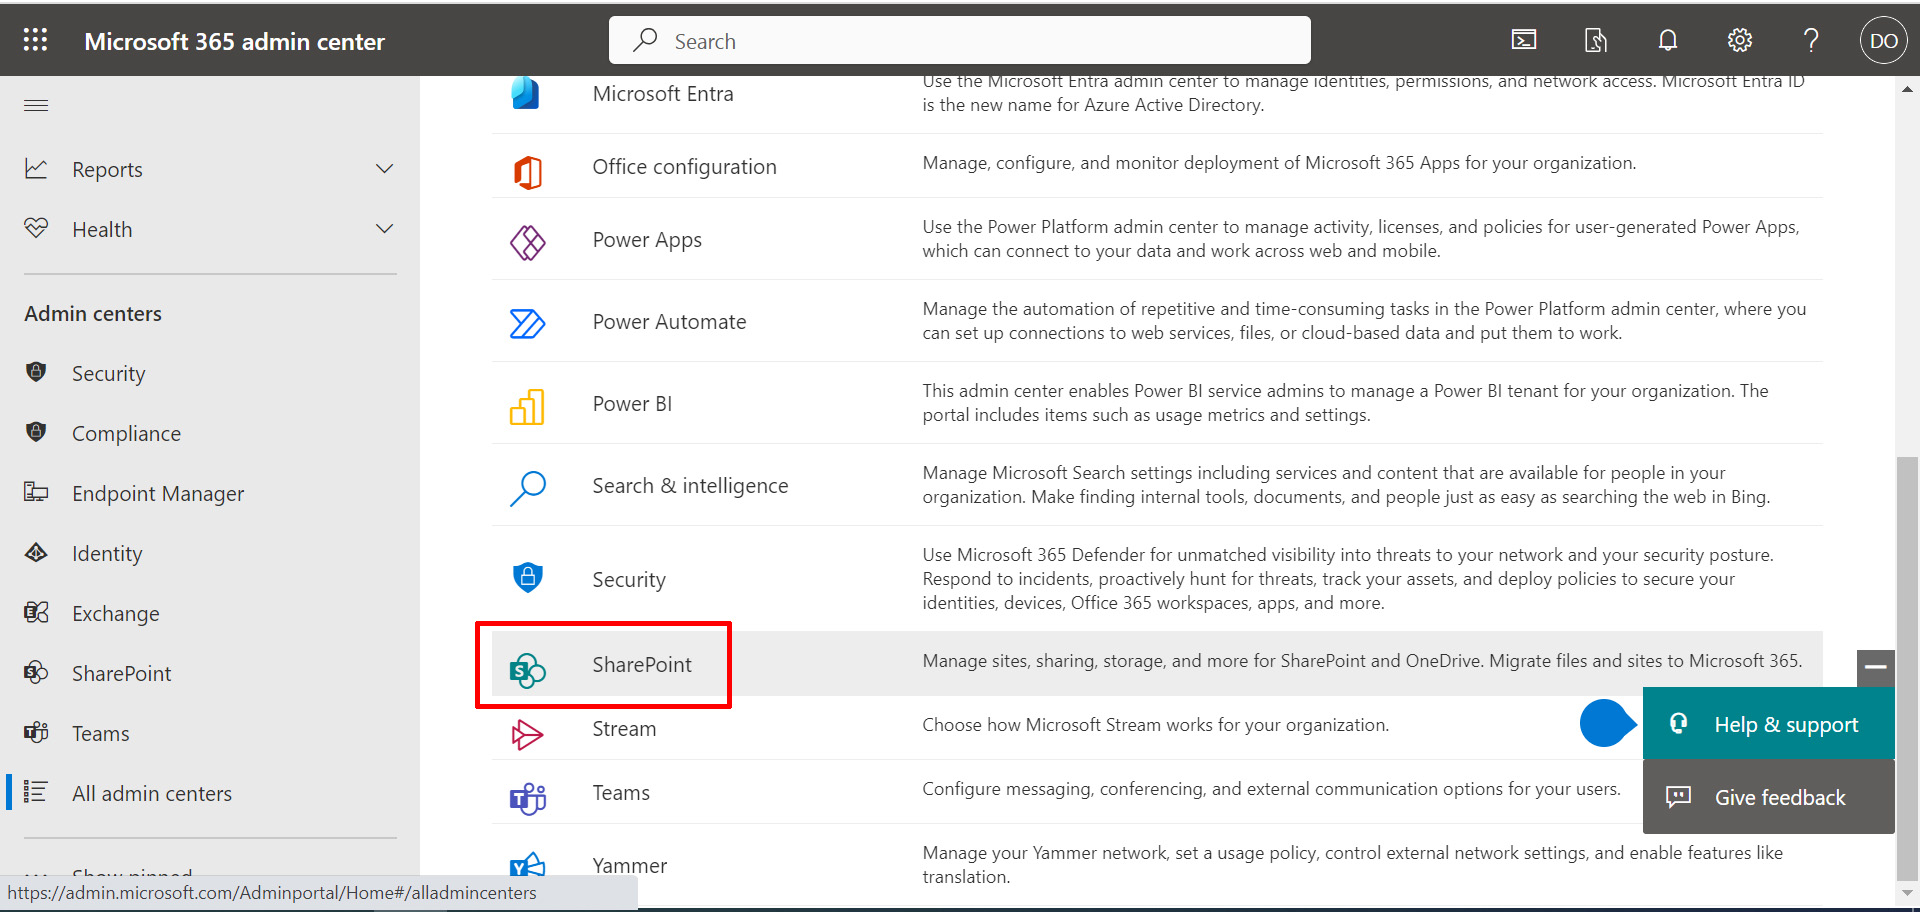 Microsoft 365 admin center
Search
DO
Reports
Health
Admin centers
Security
Compliance
Endpoint Manager
Identity
Exchange
SharePoint
Teams
All admin centers
Show pinned
https://admin.microsoft.com/Adminportal/Home#/alladmincenters
Microsoft Entra
Use the Microsoft Entra admin center to manage identities, permissions, and network access. Microsoft Entra ID
is the new name for Azure Active Directory.
Office configuration
Manage, configure, and monitor deployment of Microsoft 365 Apps for your organization.
Power Apps
Use the Power Platform admin center to manage activity, licenses, and policies for user-generated Power Apps,
which can connect to your data and work across web and mobile.
Power Automate
Manage the automation of repetitive and time-consuming tasks in the Power Platform admin center, where you
can set up connections to web services, files, or cloud-based data and put them to work.
Power BI
This admin center enables Power BI service admins to manage a Power BI tenant for your organization. The
portal includes items such as usage metrics and settings.
Search & intelligence
Manage Microsoft Search settings including services and content that are available for people in your
organization. Make finding internal tools, documents, and people just as easy as searching the web in Bing.
Security
Use Microsoft 365 Defender for unmatched visibility into threats to your network and your security posture.
Respond to incidents, proactively hunt for threats, track your assets, and deploy policies to secure your
identities, devices, Office 365 workspaces, apps, and more.
SharePoint
Manage sites, sharing, storage, and more for SharePoint and OneDrive. Migrate files and sites to Microsoft 365.
Stream
Choose how Microsoft Stream works for your organization.
Teams
Configure messaging, conferencing, and external communication options for your users.
Yammer
Manage your Yammer network, set a usage policy, control external network settings, and enable features like
translation.
Help & support
Give feedback